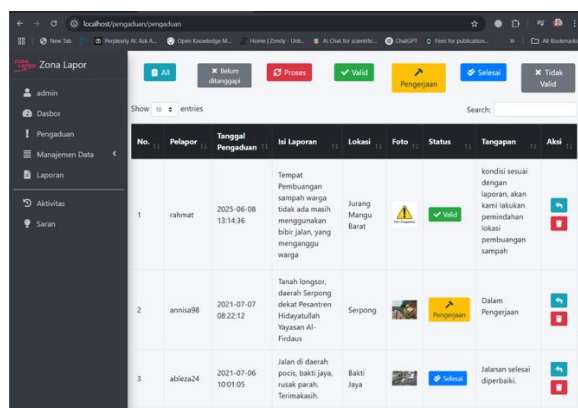 localhost/pengaduan/pengaduan
New Tab
Perplexity AI: Ask A...
Open Knowledge M...
Home | Zendy - Unli...
AI Chat for scientific...
ChatGPT
Fees for publication...
»
All Bookmarks
Zona Lapor
admin
Dasbor
Pengaduan
Manajemen Data
Laporan
Aktivitas
Saran
All
Belum
ditanggapi
Proses
Valid
Pengerjaan
Selesai
Tidak
Valid
Show 10 entries
Search:
No. Pelapor Tanggal Pengaduan Isi Laporan Lokasi Foto Status Tangapan Aksi
1
rahmat
2025-06-08
13:14:36
Tempat
Pembuangan
sampah warga
tidak ada masih
menggunakan
bibir jalan, yang
menganggu
warga
Jurang
Mangu
Barat
Valid
kondisi sesuai
dengan
laporan, akan
kami lakukan
pemindahan
lokasi
pembuangan
sampah
2
annisa98
2021-07-07
08:22:12
Tanah longsor,
daerah Serpong
dekat Pesantren
Hidayatullah
Yayasan Al-
Firdaus
Serpong
Pengerjaan
Dalam
Pengerjaan
3
ableza24
2021-07-06
10:01:05
Jalan di daerah
pocis, bakti jaya,
rusak parah.
Terimakasih.
Bakti
Jaya
Selesai
Jalanan selesai
diperbaiki.